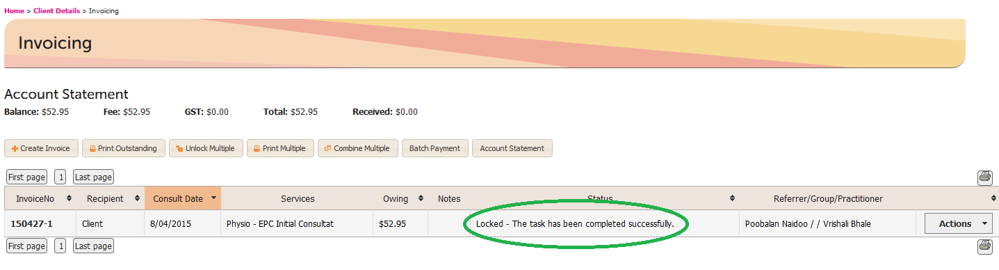 Home > Client Details > Invoicing
Invoicing
Account Statement
Balance: $52.95 Fee: $52.95 GST: $0.00 Total: $52.95 Received: $0.00
Create Invoice Print Outstanding Unlock Multiple Print Multiple Combine Multiple Batch Payment Account Statement
First page 1 Last page
InvoiceNo Recipient Consult Date Services Owing Notes Status Referrer/Group/Practitioner
150427-1 Client 8/04/2015 Physio - EPC Initial Consultat $52.95 Locked - The task has been completed successfully. Poobalan Naidoo / / Vrishali Bhale Actions
First page 1 Last page